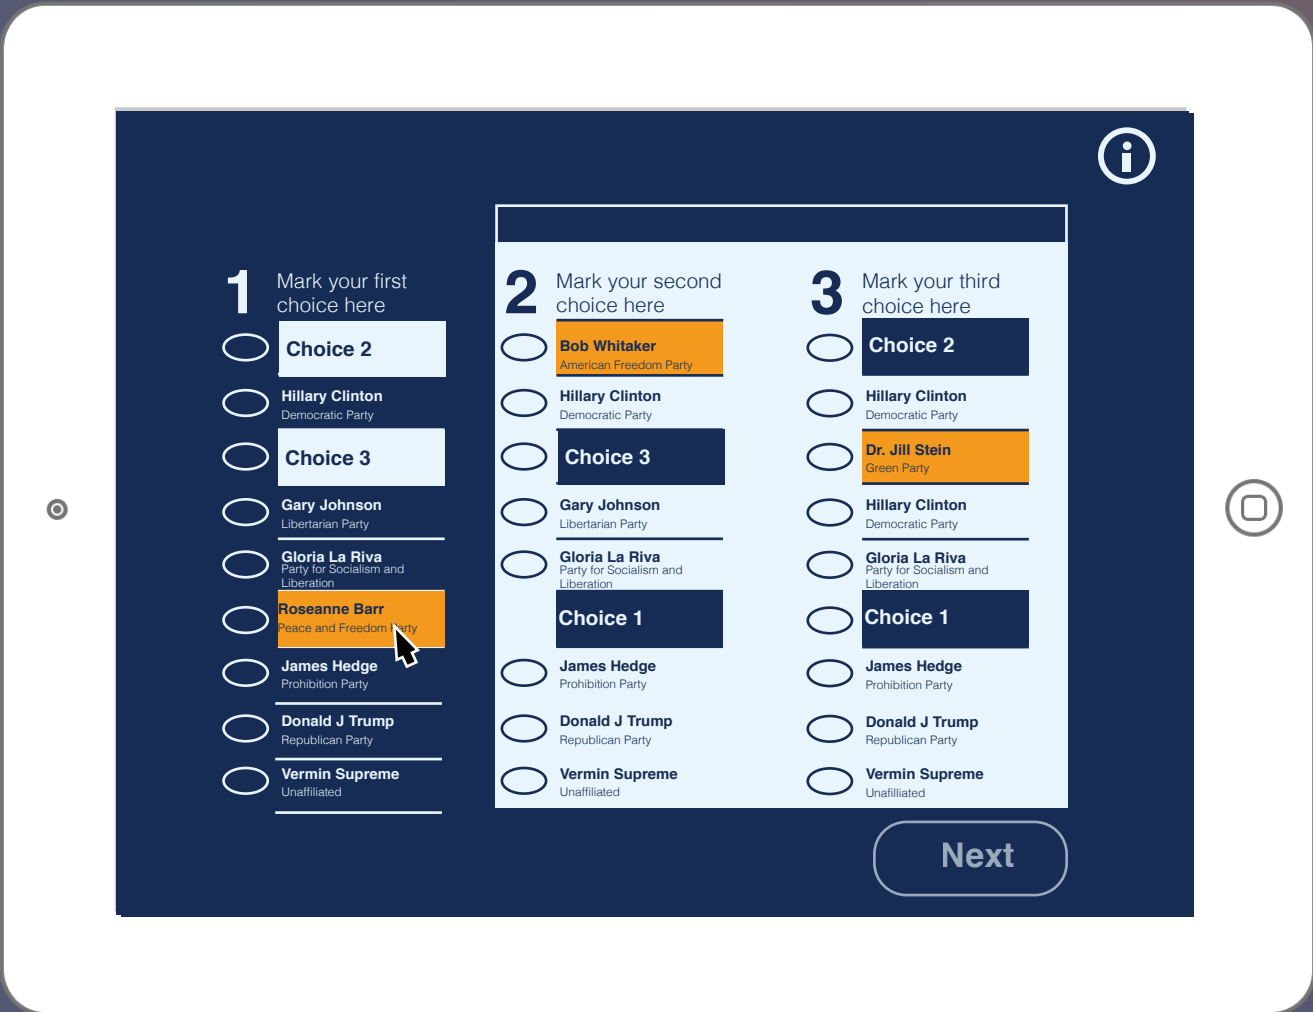 1
Mark your first
choice here
Choice 2
Hillary Clinton
Democratic Party
Choice 3
Gary Johnson
Libertarian Party
Gloria La Riva
Party for Socialism and
Liberation
Roseanne Barr
Peace and Freedom Party
James Hedge
Prohibition Party
Donald J Trump
Republican Party
Vermin Supreme
Unaffiliated
2
Mark your second
choice here
Bob Whitaker
American Freedom Party
Hillary Clinton
Democratic Party
Choice 3
Gary Johnson
Libertarian Party
Gloria La Riva
Party for Socialism and
Liberation
Choice 1
James Hedge
Prohibition Party
Donald J Trump
Republican Party
Vermin Supreme
Unaffiliated
3
Mark your third
choice here
Choice 2
Hillary Clinton
Democratic Party
Dr. Jill Stein
Green Party
Hillary Clinton
Democratic Party
Gloria La Riva
Party for Socialism and
Liberation
Choice 1
James Hedge
Prohibition Party
Donald J Trump
Republican Party
Vermin Supreme
Unafilliated
Next